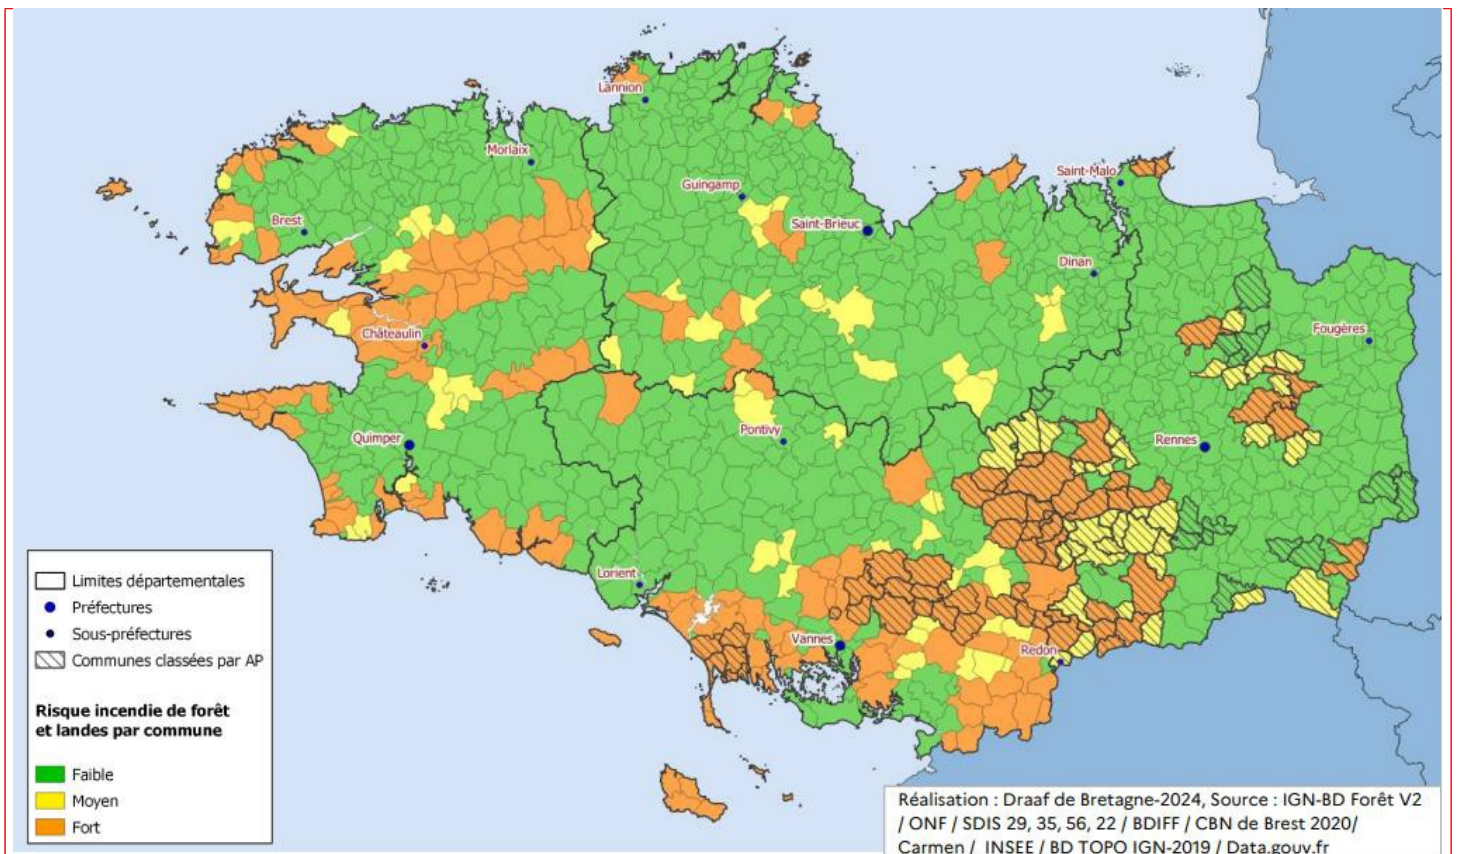 Lannion
Morlaix
Saint-Malo
Guingamp
Brest
Saint-Brieuc
Dinan
Châteaulin
Fougères
Quimper
Pontivy
Rennes
Lorient
Vannes
Redon
Limites départementales
Préfectures
Sous-préfectures
Communes classées par AP
Risque incendie de forêt
et landes par commune
Faible
Moyen
Fort
Réalisation : Draaf de Bretagne-2024, Source : IGN-BD Forêt V2
/ ONF / SDIS 29, 35, 56, 22 / BDIFF / CBN de Brest 2020/
Carmen / INSEE / BD TOPO IGN-2019 / Data.gouv.fr